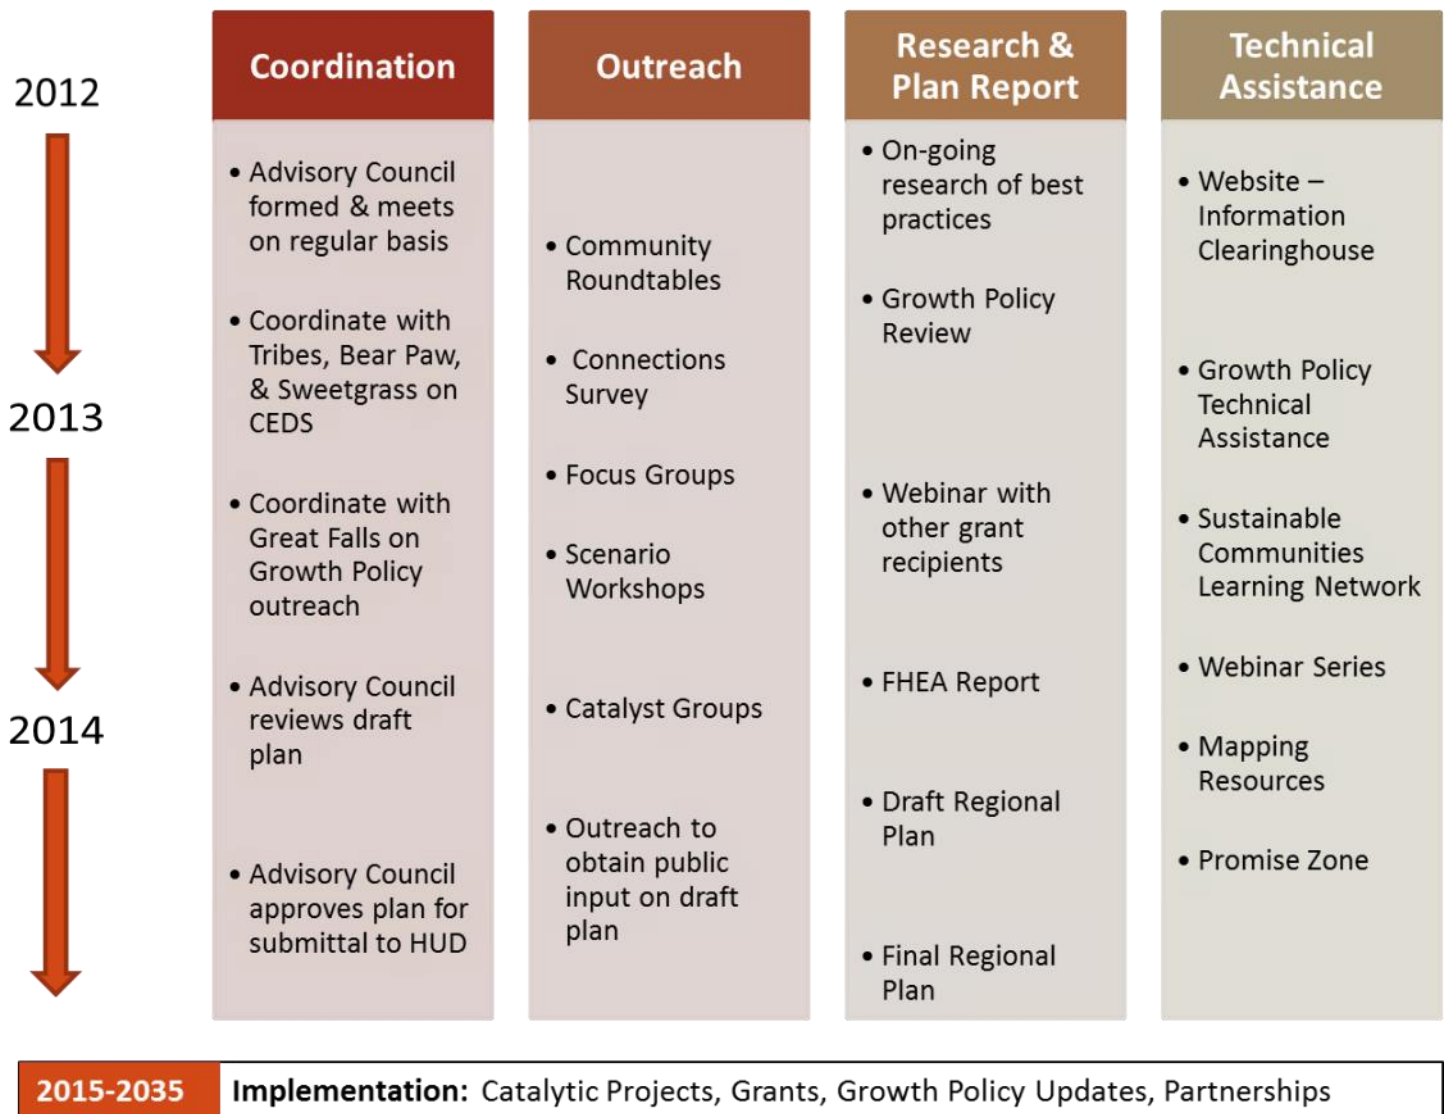 2012
2013
2014
Coordination
• Advisory Council
formed & meets
on regular basis
• Coordinate with
Tribes, Bear Paw,
& Sweetgrass on
CEDS
• Coordinate with
Great Falls on
Growth Policy
outreach
• Advisory Council
reviews draft
plan
• Advisory Council
approves plan for
submittal to HUD
Outreach
• Community
Roundtables
• Connections
Survey
• Focus Groups
• Scenario
Workshops
• Catalyst Groups
• Outreach to
obtain public
input on draft
plan
Research &
Plan Report
• On-going
research of best
practices
• Growth Policy
Review
• Webinar with
other grant
recipients
• FHEA Report
• Draft Regional
Plan
• Final Regional
Plan
Technical
Assistance
• Website –
Information
Clearinghouse
• Growth Policy
Technical
Assistance
• Sustainable
Communities
Learning Network
• Webinar Series
• Mapping
Resources
• Promise Zone
2015-2035 Implementation: Catalytic Projects, Grants, Growth Policy Updates, Partnerships